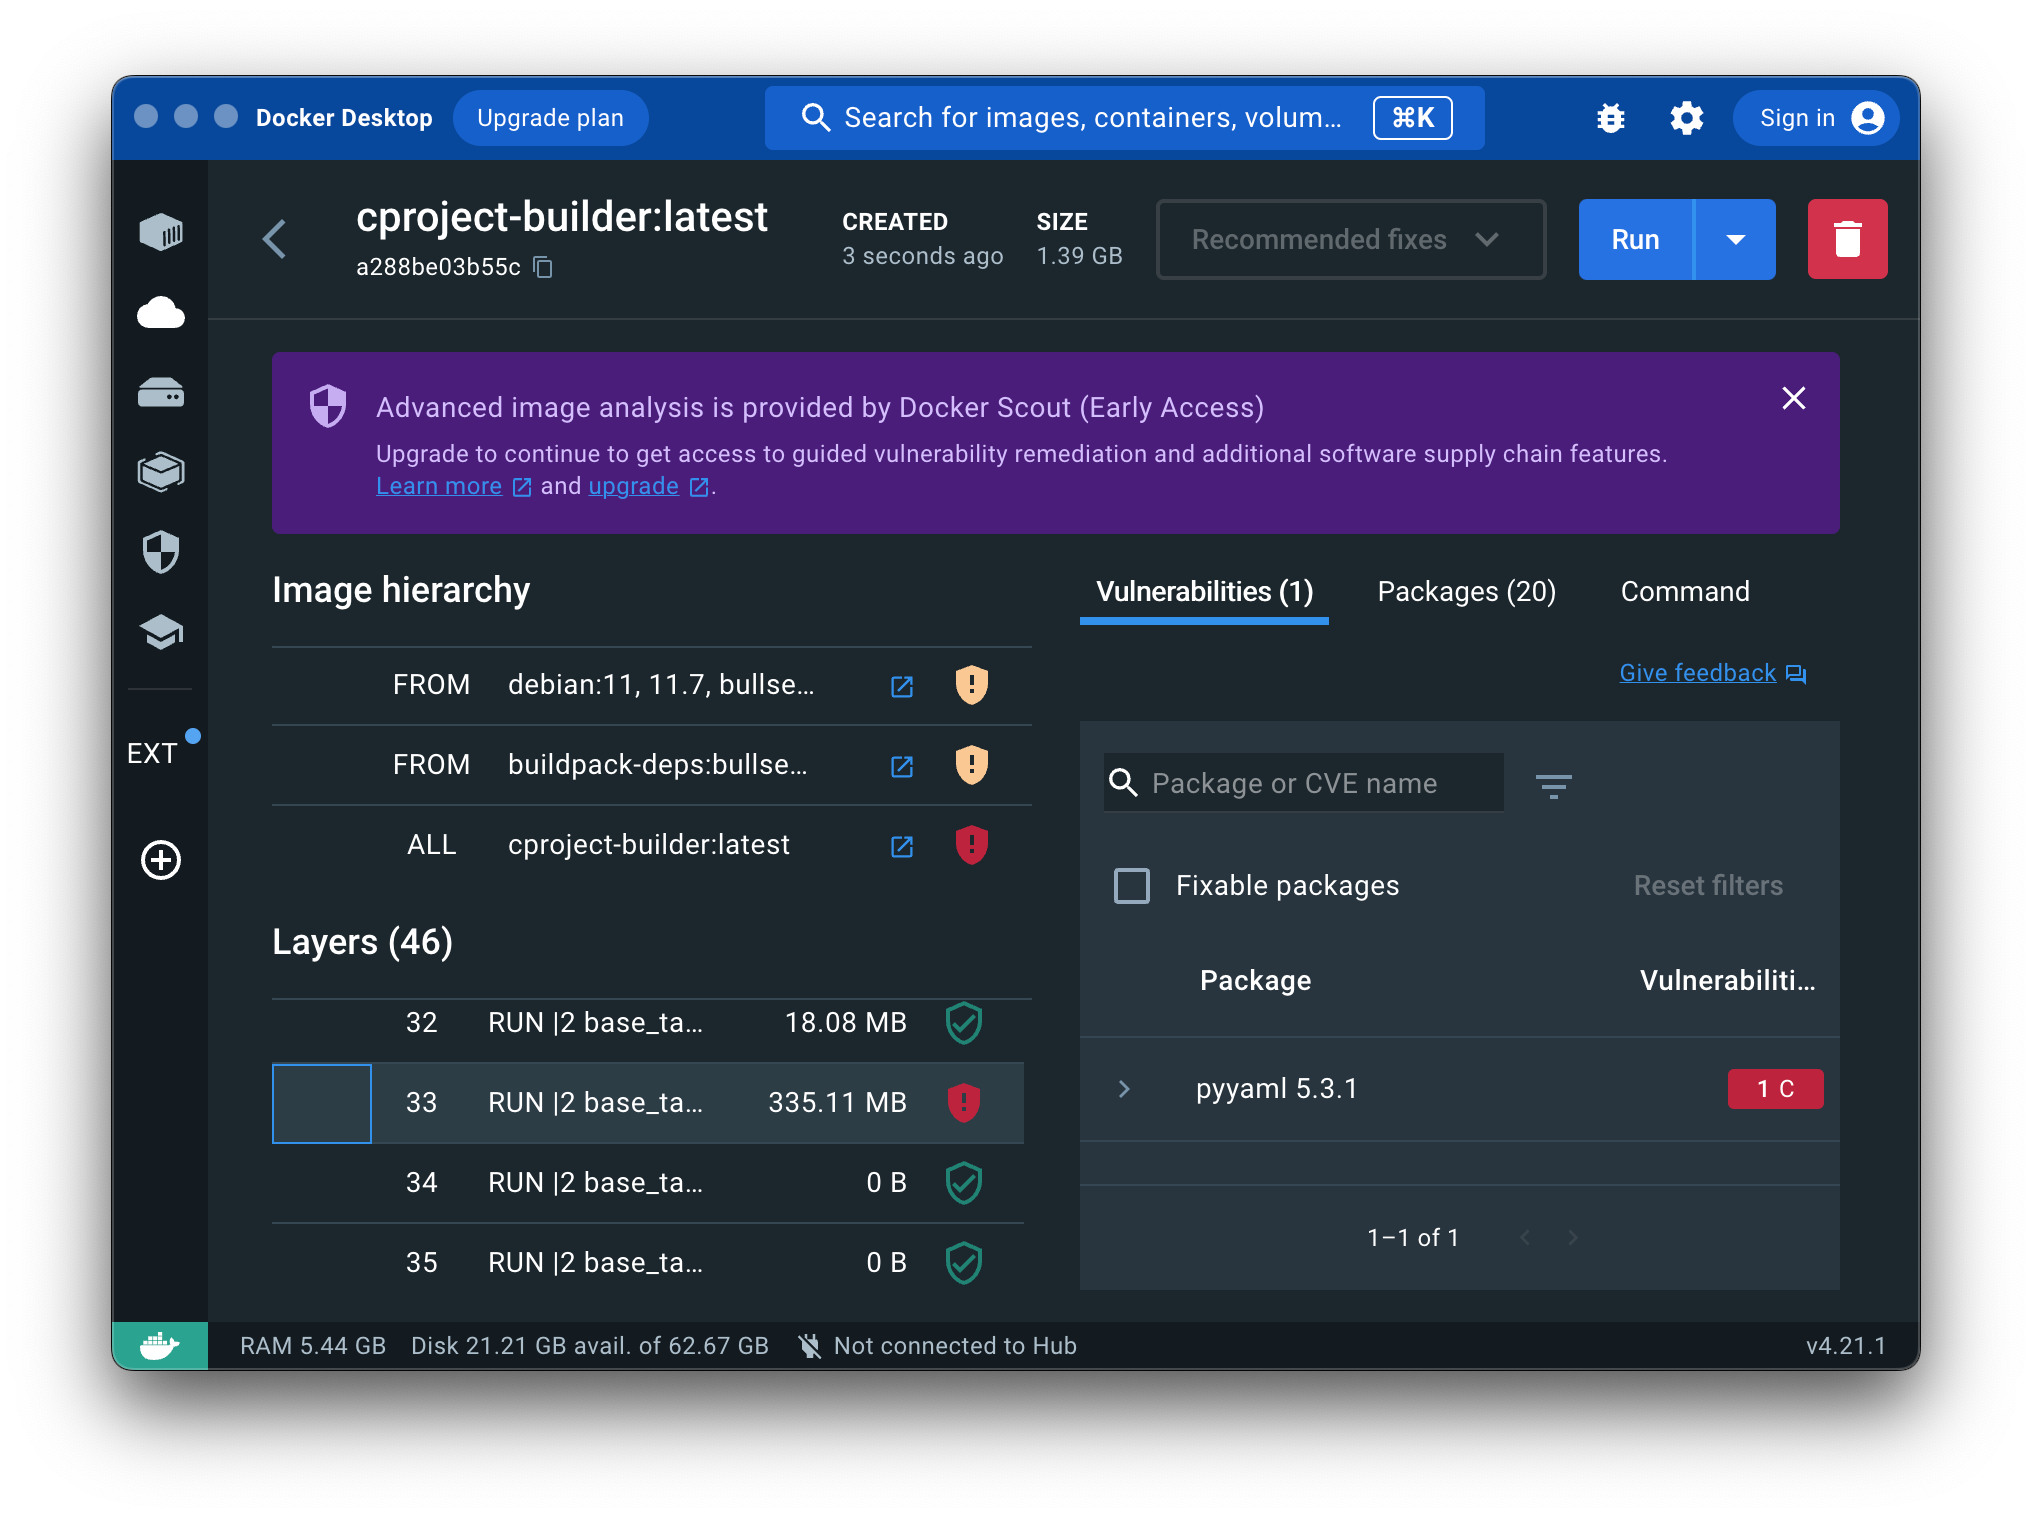 Docker Desktop
Upgrade plan
Search for images, containers, volum...
⌘K
Sign in
cproject-builder:latest
a288be03b55c
CREATED
3 seconds ago
SIZE
1.39 GB
Recommended fixes
Run
Advanced image analysis is provided by Docker Scout (Early Access)
Upgrade to continue to get access to guided vulnerability remediation and additional software supply chain features.
Learn more and upgrade .
EXT
Image hierarchy
FROM debian:11, 11.7, bullse...
FROM buildpack-deps:bullse...
ALL cproject-builder:latest
Layers (46)
32 RUN |2 base_ta... 18.08 MB
33 RUN |2 base_ta... 335.11 MB
34 RUN |2 base_ta... 0 B
35 RUN |2 base_ta... 0 B
Vulnerabilities (1)
Packages (20)
Command
Give feedback
Package or CVE name
Fixable packages
Reset filters
Package Vulnerabiliti...
pyyaml 5.3.1 1 C
1–1 of 1
RAM 5.44 GB Disk 21.21 GB avail. of 62.67 GB Not connected to Hub
v4.21.1